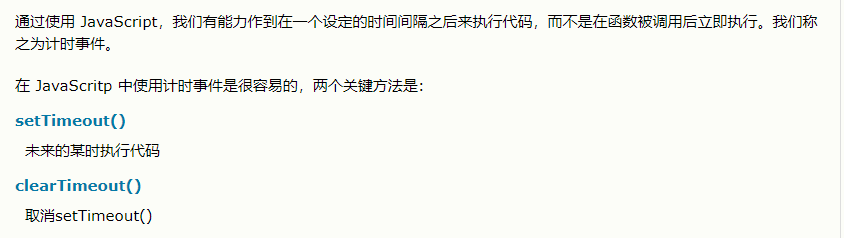 通过使用 JavaScript，我们有能力作到在一个设定的时间间隔之后来执行代码，而不是在函数被调用后立即执行。我们称
之为计时事件。
在 JavaScritp 中使用计时事件是很容易的，两个关键方法是：
setTimeout()
未来的某时执行代码
clearTimeout()
取消setTimeout()